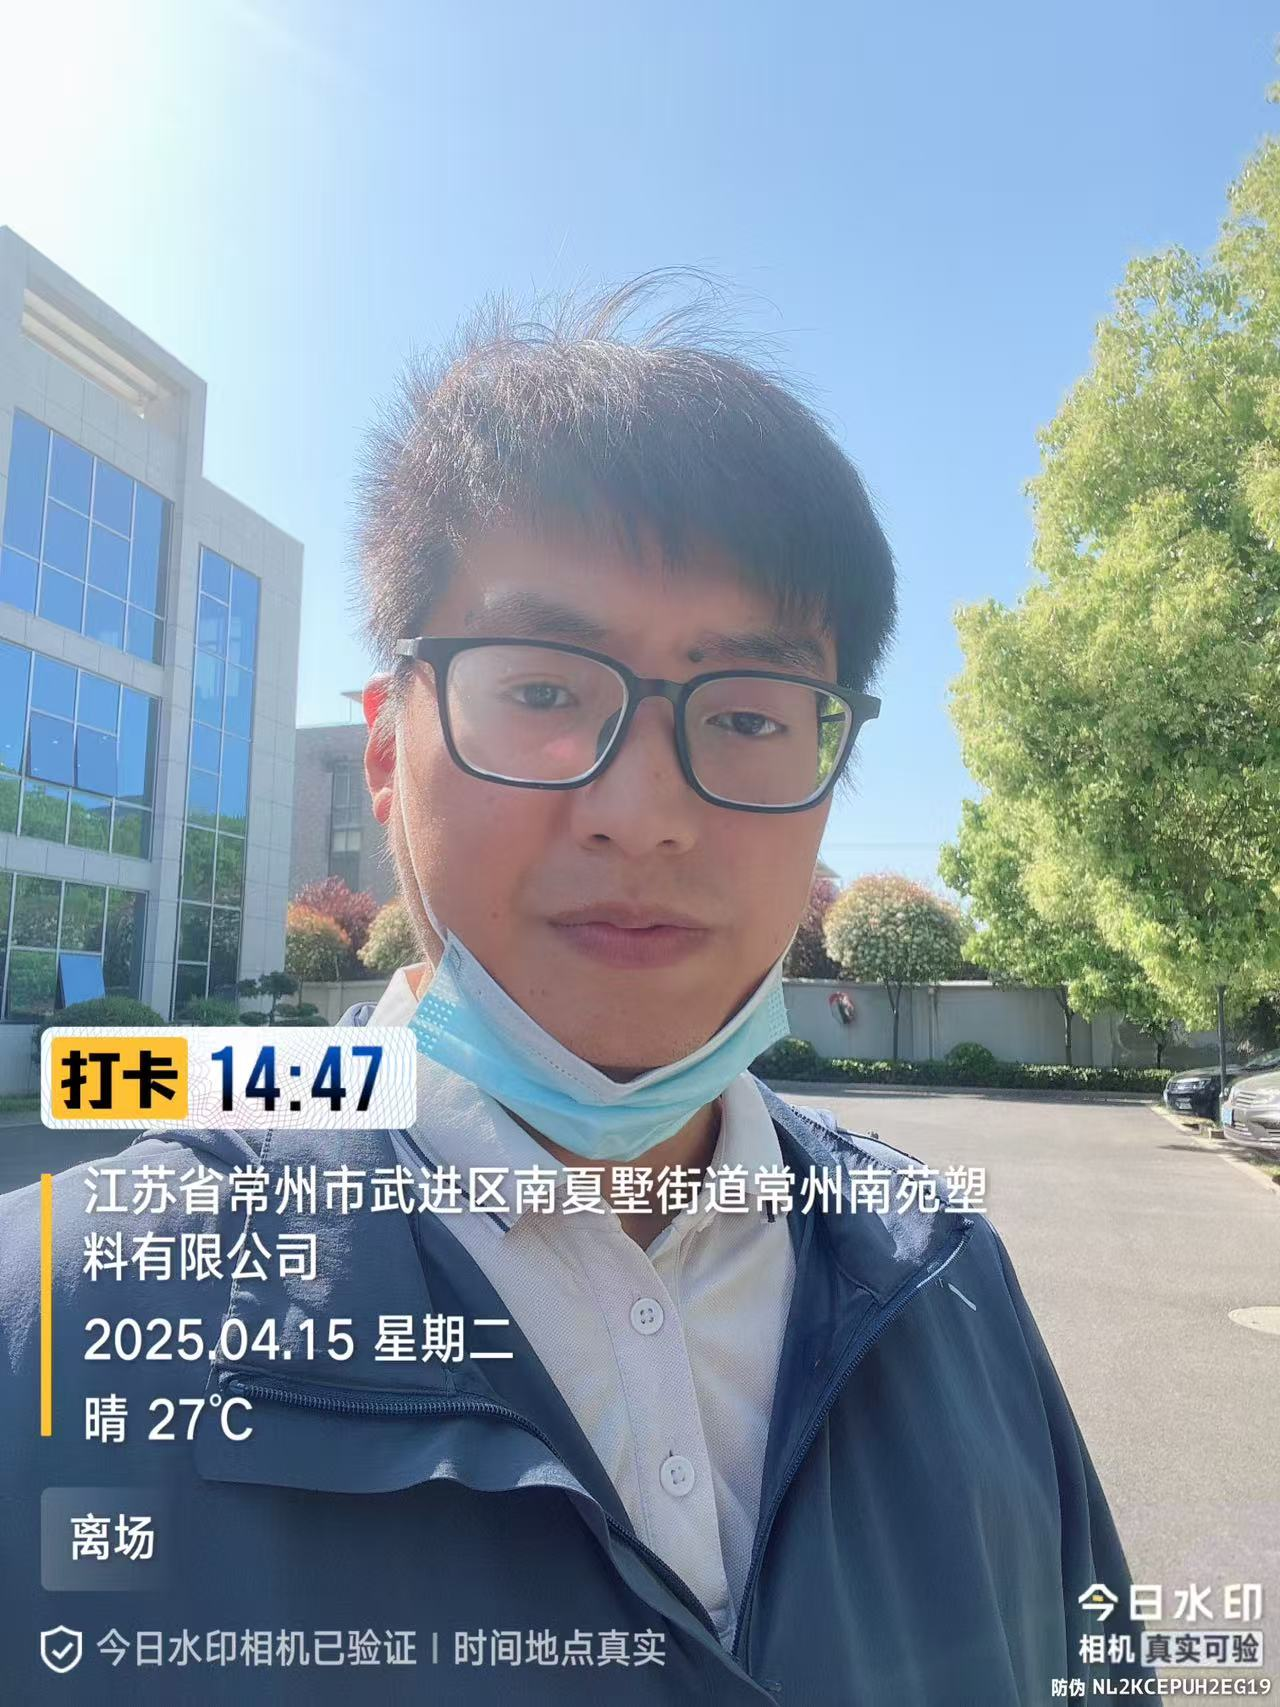 打卡 14:47
江苏省常州市武进区南夏墅街道常州南苑塑
料有限公司
2025.04.15 星期二
晴 27℃
离场
今日水印相机已验证 | 时间地点真实
今日水印
相机 真实可验
防伪 NL2KCEPUH2EG19